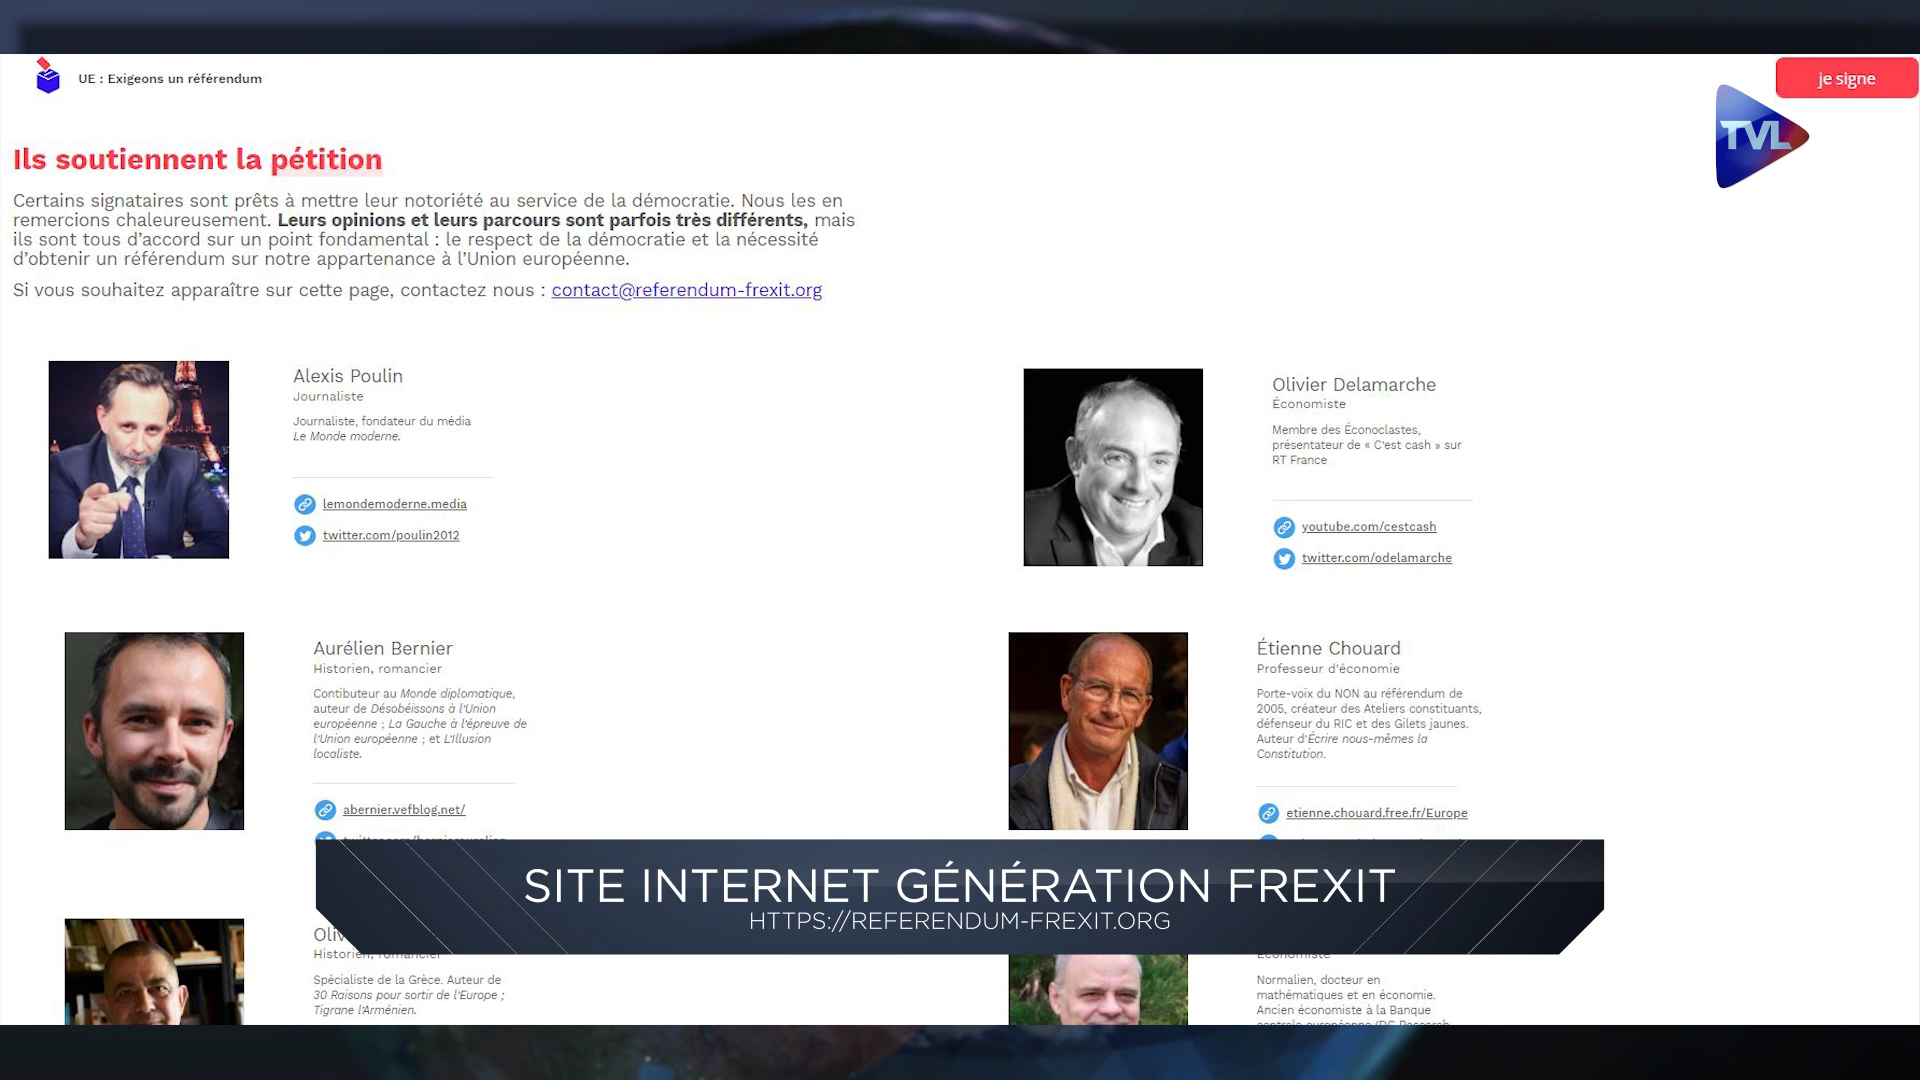 UE : Exigeons un référendum
je signe
TVL
Ils soutiennent la pétition
Certains signataires sont prêts à mettre leur notoriété au service de la démocratie. Nous les en
remercions chaleureusement. Leurs opinions et leurs parcours sont parfois très différents, mais
ils sont tous d'accord sur un point fondamental : le respect de la démocratie et la nécessité
d'obtenir un référendum sur notre appartenance à l'Union européenne.
Si vous souhaitez apparaître sur cette page, contactez nous : contact@referendum-frexit.org
Alexis Poulin
Journaliste
Journaliste, fondateur du média
Le Monde moderne.
lemondemoderne.media
twitter.com/poulin2012
Olivier Delamarche
Économiste
Membre des Éconoclastes,
présentateur de « C'est cash » sur
RT France
youtube.com/cestcash
twitter.com/odelamarche
Aurélien Bernier
Historien, romancier
Contibuteur au Monde diplomatique,
auteur de Désobéissons à l'Union
européenne ; La Gauche à l'épreuve de
l'Union européenne ; et L'Illusion
localiste.
abernier.vefblog.net/
Étienne Chouard
Professeur d'économie
Porte-voix du NON au référendum de
2005, créateur des Ateliers constituants,
défenseur du RIC et des Gilets jaunes.
Auteur d'Écrire nous-mêmes la
Constitution.
etienne.chouard.free.fr/Europe
SITE INTERNET GÉNÉRATION FREXIT
HTTPS://REFERENDUM-FREXIT.ORG
Historien, romancier
Spécialiste de la Grèce. Auteur de
30 Raisons pour sortir de l'Europe ;
Tigrane l'Arménien.
Économiste
Normalien, docteur en
mathématiques et en économie.
Ancien économiste à la Banque